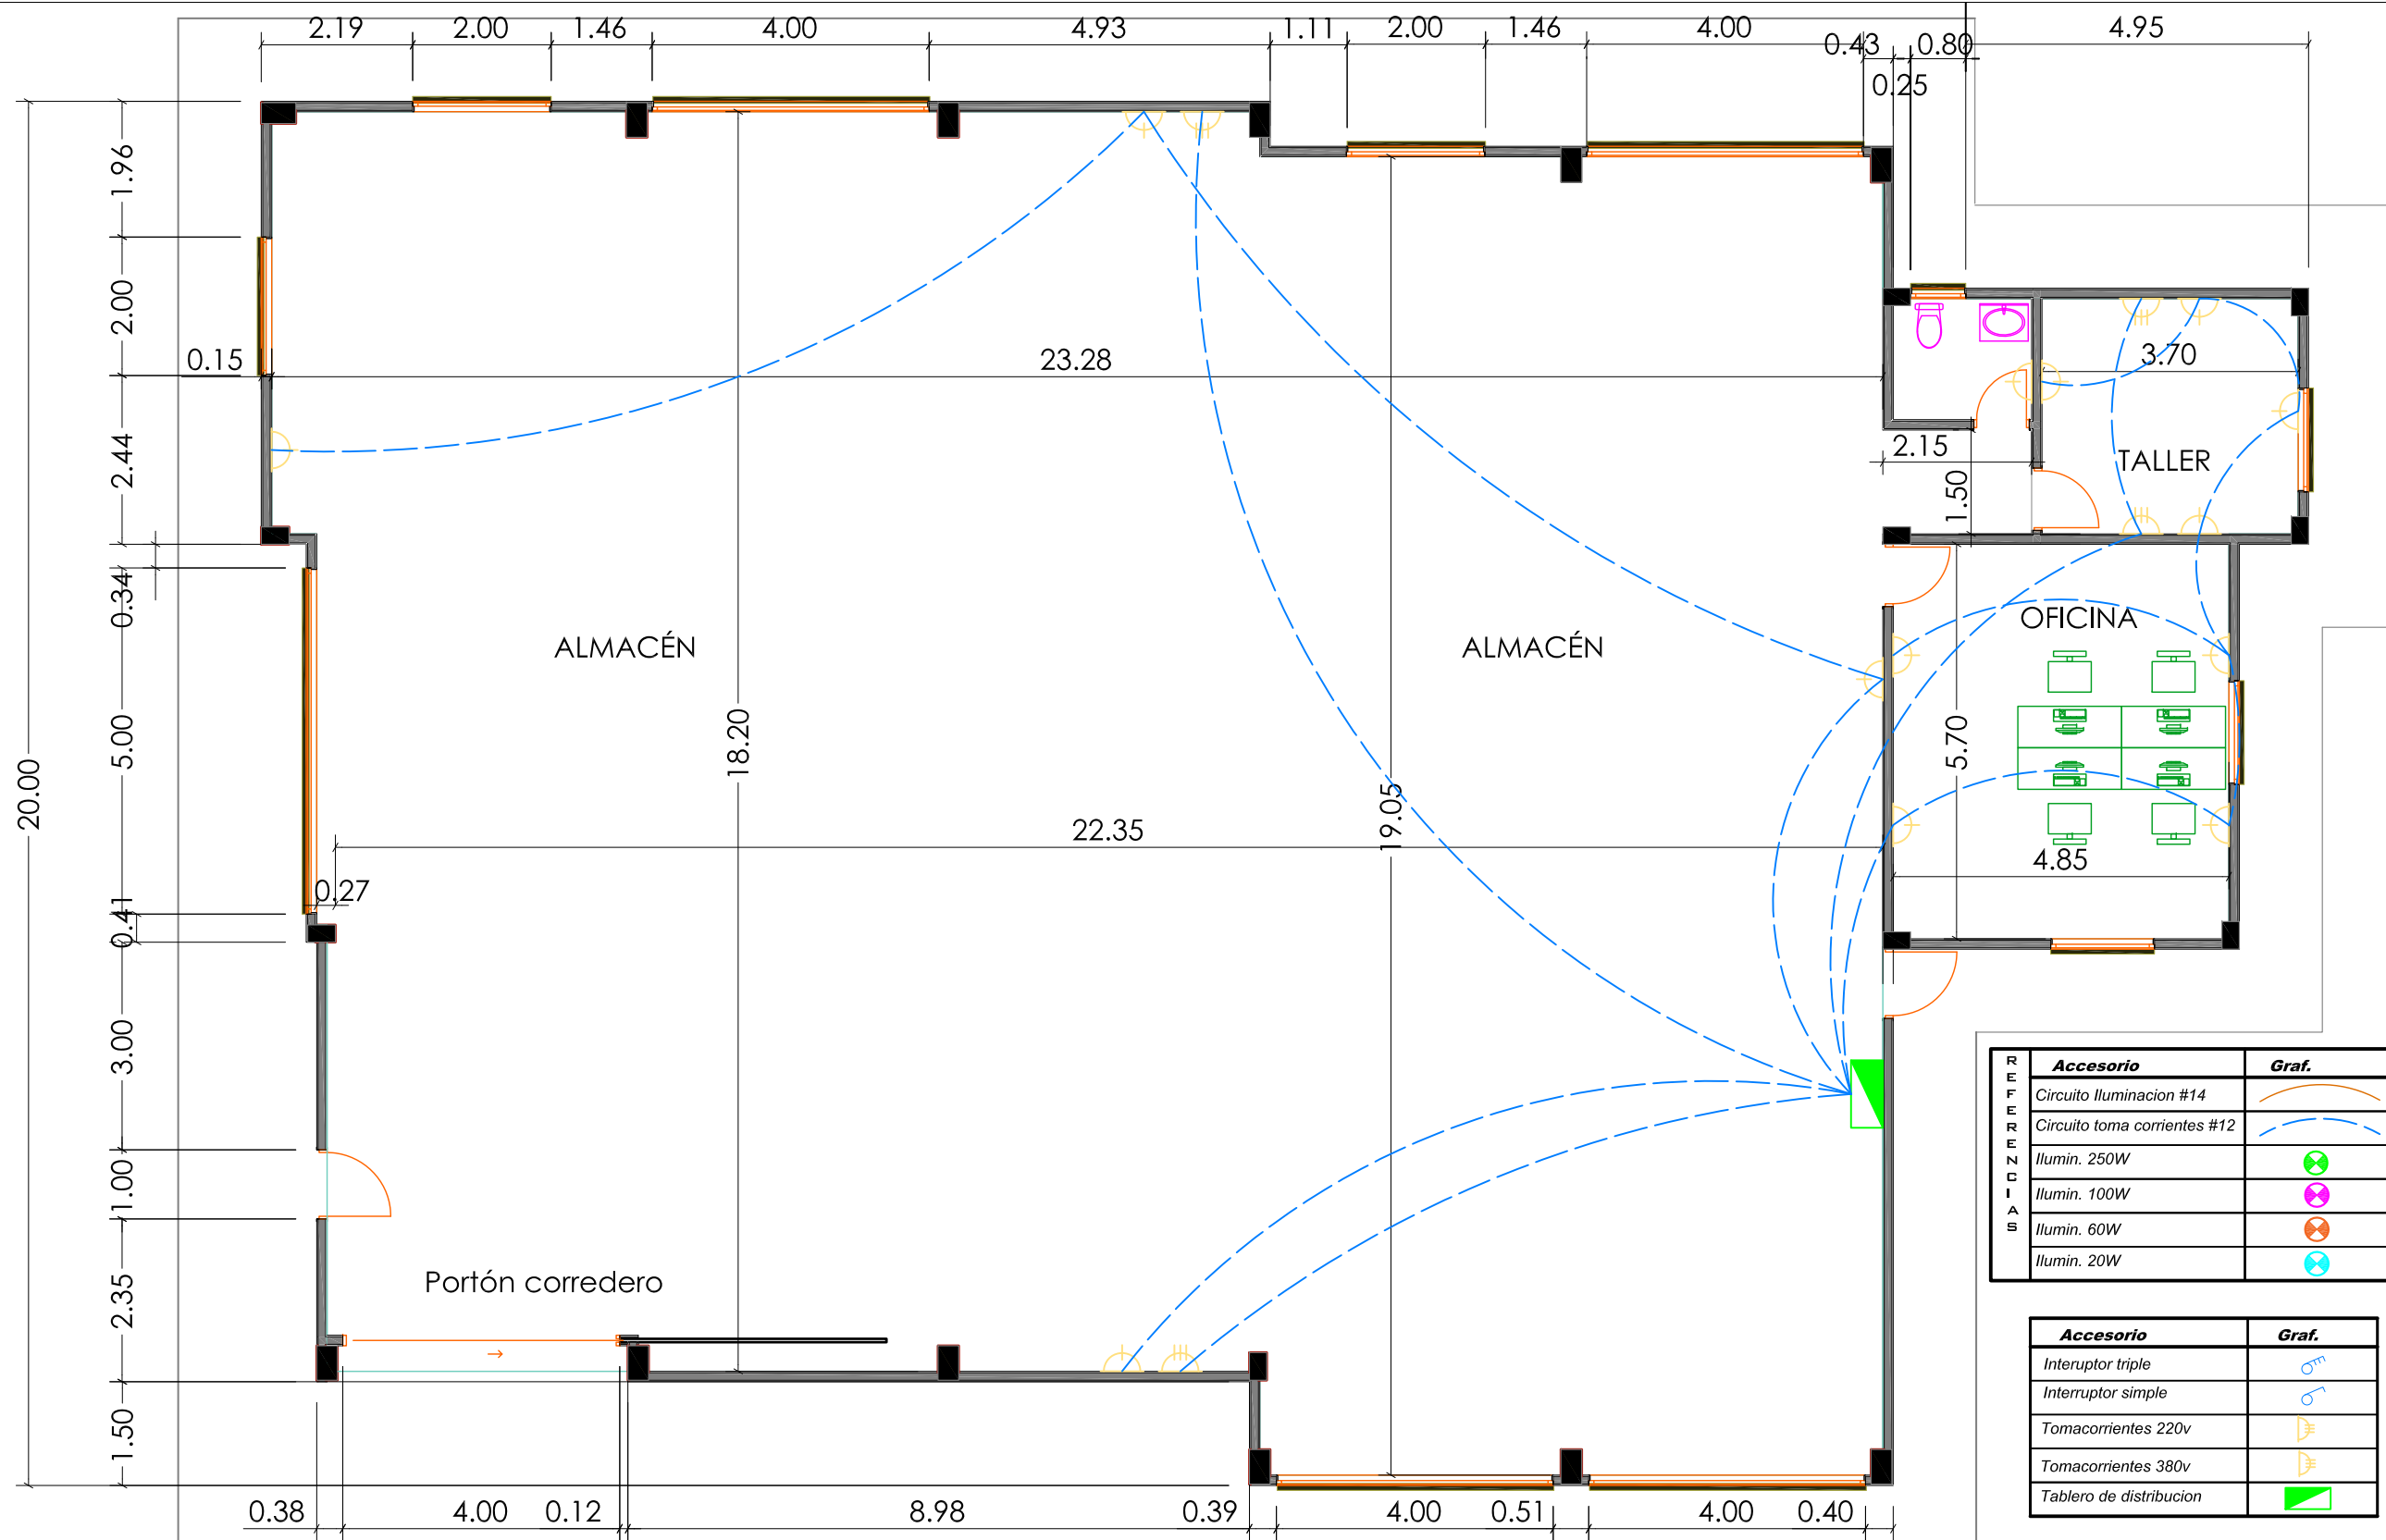 2.19 2.00 1.46 4.00 4.93 1.11 2.00 1.46 4.00 0.43 0.80 4.95
0.25
1.96
2.00
0.15
23.28
3.70
2.44
2.15
TALLER
1.50
0.34
OFICINA
ALMACÉN
ALMACÉN
5.00
18.20
5.70
20.00
19.05
22.35
4.85
0.27
0.41
3.00
1.00
2.35
Portón corredero
1.50
0.38 4.00 0.12 8.98 0.39 4.00 0.51 4.00 0.40
REFERENCIAS
Accesorio Graf.
Circuito Iluminacion #14
Circuito toma corrientes #12
Ilumin. 250W
Ilumin. 100W
Ilumin. 60W
Ilumin. 20W
Accesorio Graf.
Interuptor triple
Interruptor simple
Tomacorrientes 220v
Tomacorrientes 380v
Tablero de distribucion